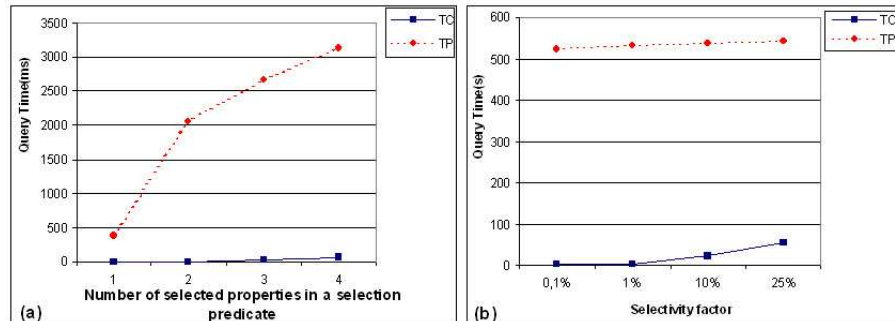 3500
3000
2500
2000
1500
1000
500
0
Query Time(ms)
1 2 3 4
Number of selected properties in a selection
predicate
(a)
TC
TP
600
500
400
300
200
100
0
Query Time(s)
0,1% 1% 10% 25%
Selectivity factor
(b)
TC
TP